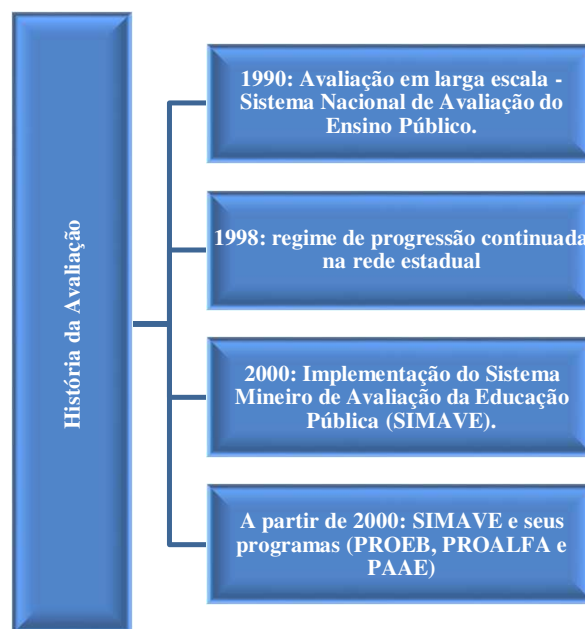 História da Avaliação
1990: Avaliação em larga escala -
Sistema Nacional de Avaliação do
Ensino Público.
1998: regime de progressão continuada
na rede estadual
2000: Implementação do Sistema
Mineiro de Avaliação da Educação
Pública (SIMAVE).
A partir de 2000: SIMAVE e seus
programas (PROEB, PROALFA e
PAAE)